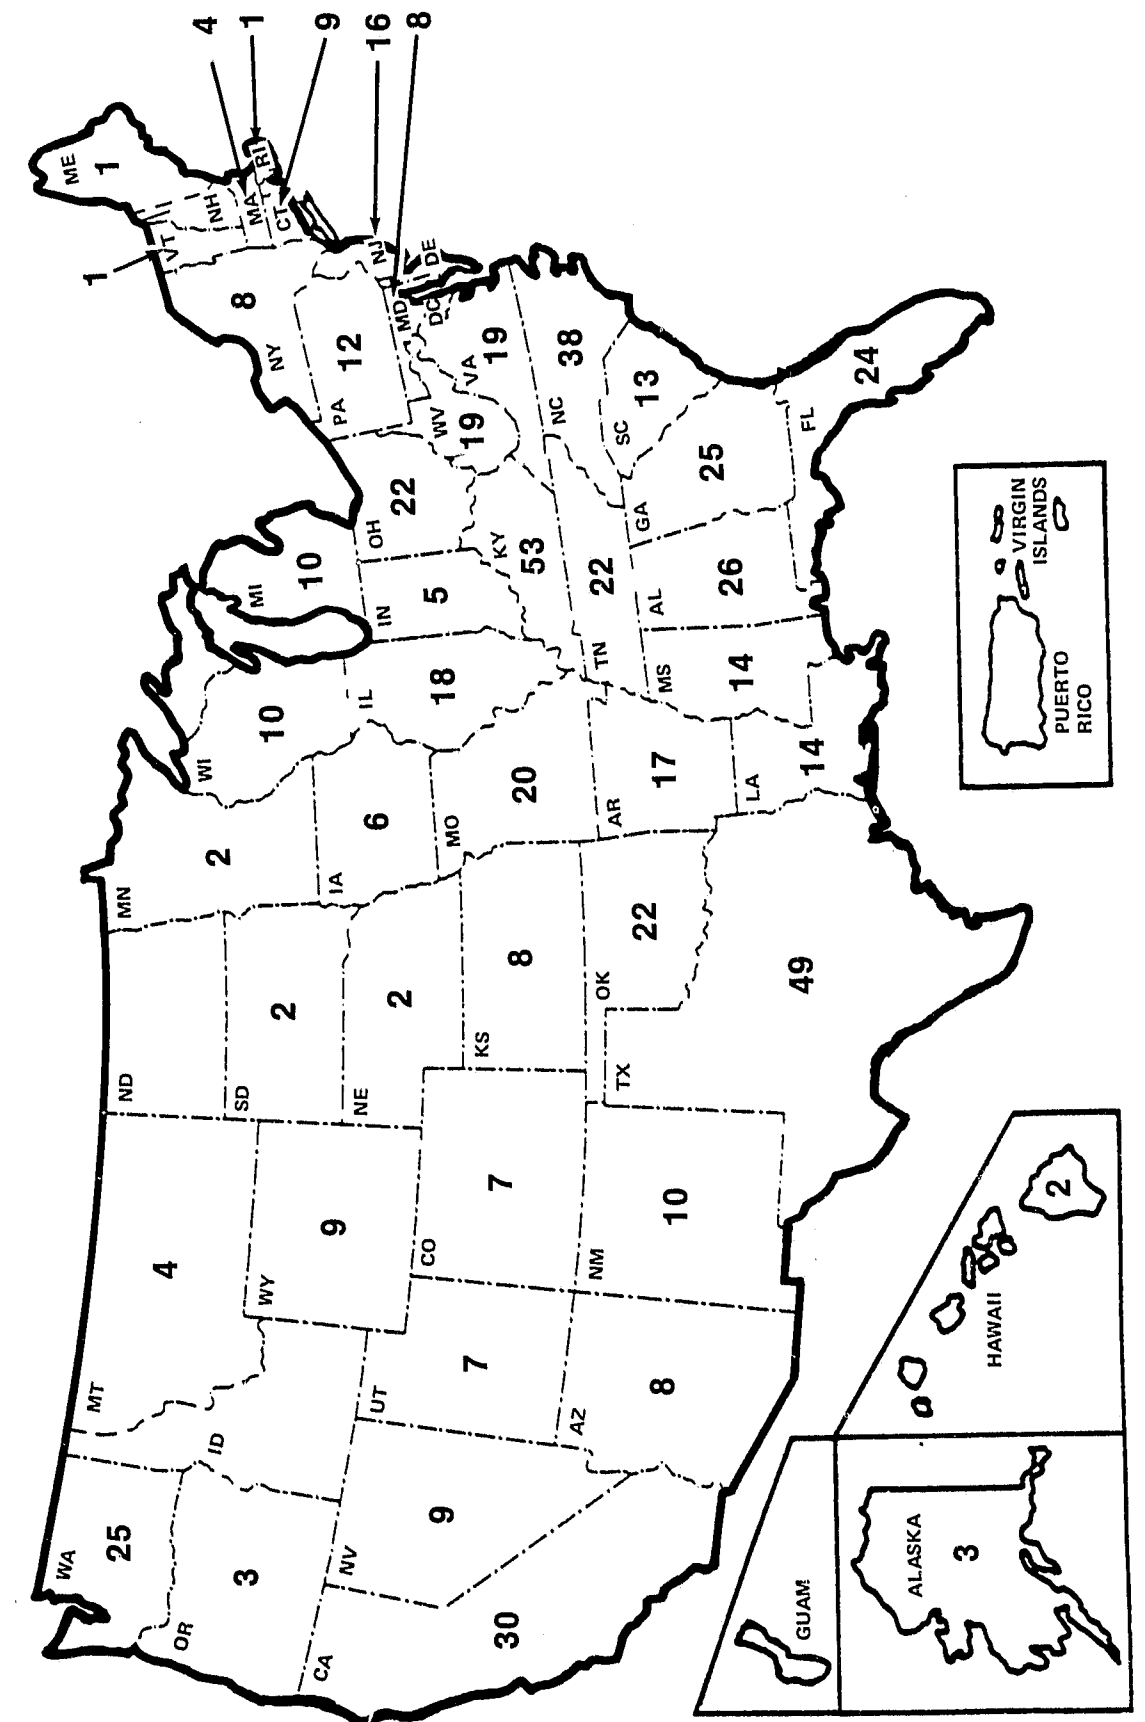 WA
25
OR
3
CA
30
NV
9
ID
MT
4
WY
9
UT
7
AZ
8
CO
7
NM
10
ND
SD
2
NE
2
KS
8
OK
22
TX
49
MN
2
IA
6
MO
20
AR
17
LA
14
WI
10
IL
18
MS
14
MI
10
IN
5
KY
53
TN
22
AL
26
OH
22
GA
25
FL
24
SC
13
NC
38
WV
19
VA
19
PA
12
NY
8
VT
1
NH
ME
1
MA
4
RI
1
CT
9
NJ
16
DE
MD
8
DC
GUAM
ALASKA
3
HAWAII
2
PUERTO
RICO
VIRGIN
ISLANDS